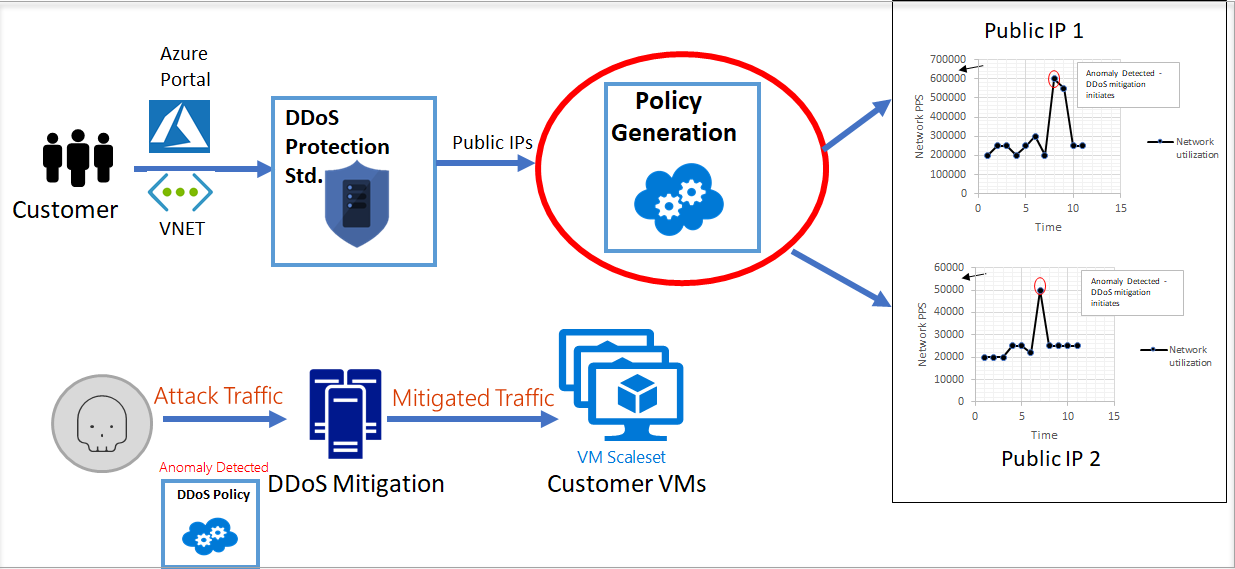 Azure
Portal
Customer
VNET
DDoS
Protection
Std.
Public IPs
Policy
Generation
Public IP 1
700000
600000
500000
400000
300000
200000
100000
0
0 5 10 15
Network PPS
Time
Anomaly Detected -
DDoS mitigation
initiates
Network
utilization
60000
50000
40000
30000
20000
10000
0
0 5 10 15
Network PPS
Time
Anomaly Detected -
DDoS mitigation
initiates
Network
utilization
Public IP 2
Attack Traffic
Mitigated Traffic
Anomaly Detected
DDoS Policy
DDoS Mitigation
VM Scaleset
Customer VMs